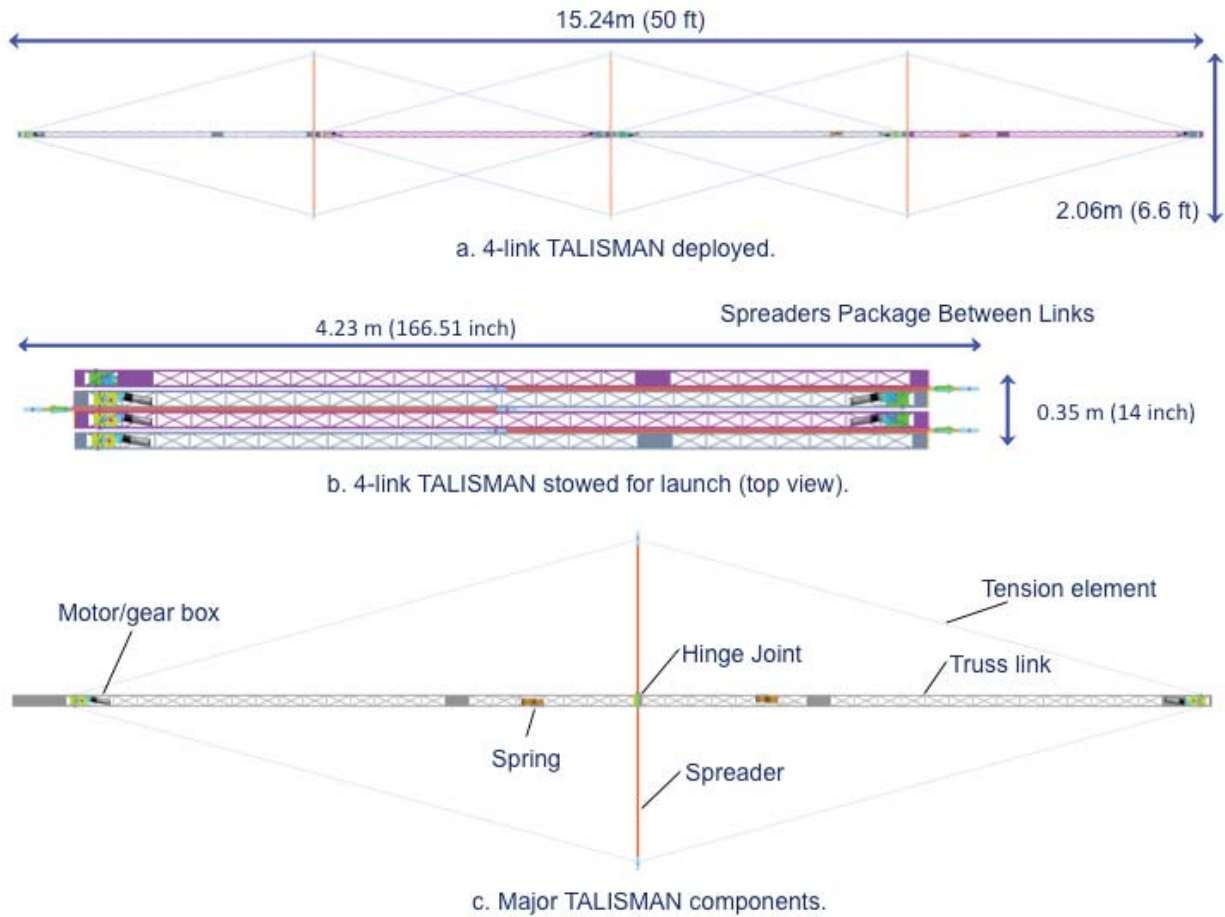 15.24m (50 ft)
2.06m (6.6 ft)
a. 4-link TALISMAN deployed.
4.23 m (166.51 inch)
Spreaders Package Between Links
0.35 m (14 inch)
b. 4-link TALISMAN stowed for launch (top view).
Tension element
Motor/gear box
Hinge Joint
Truss link
Spring
Spreader
c. Major TALISMAN components.